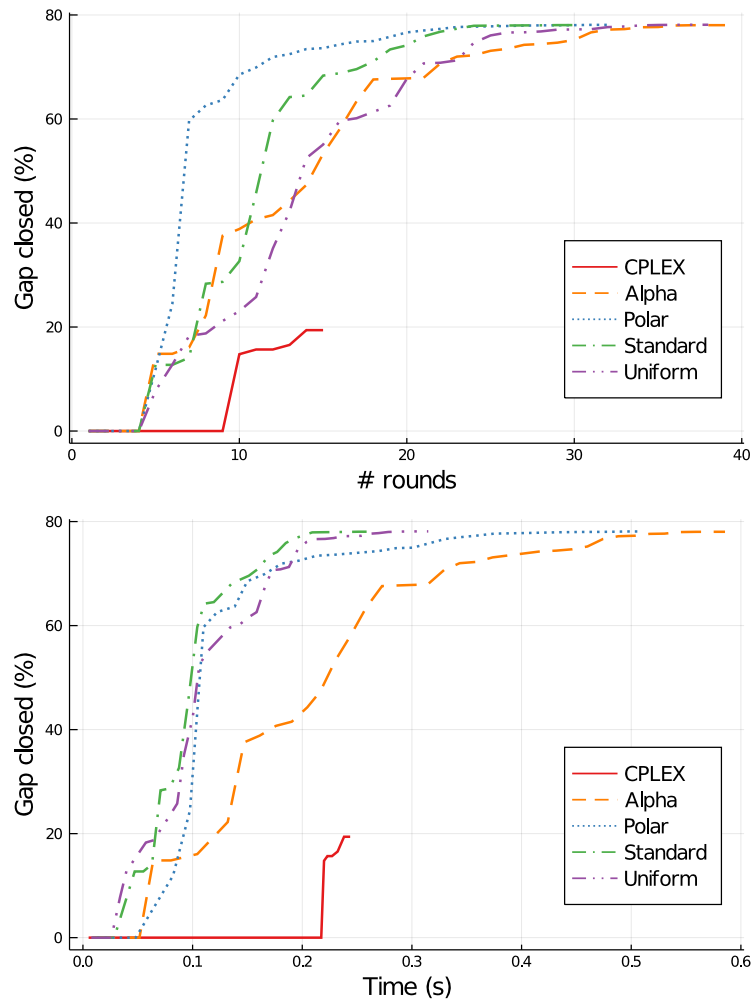 80
60
40
20
0
Gap closed (%)
CPLEX
Alpha
Polar
Standard
Uniform
0 10 20 30 40
# rounds
80
60
40
20
0
Gap closed (%)
CPLEX
Alpha
Polar
Standard
Uniform
0.0 0.1 0.2 0.3 0.4 0.5 0.6
Time (s)